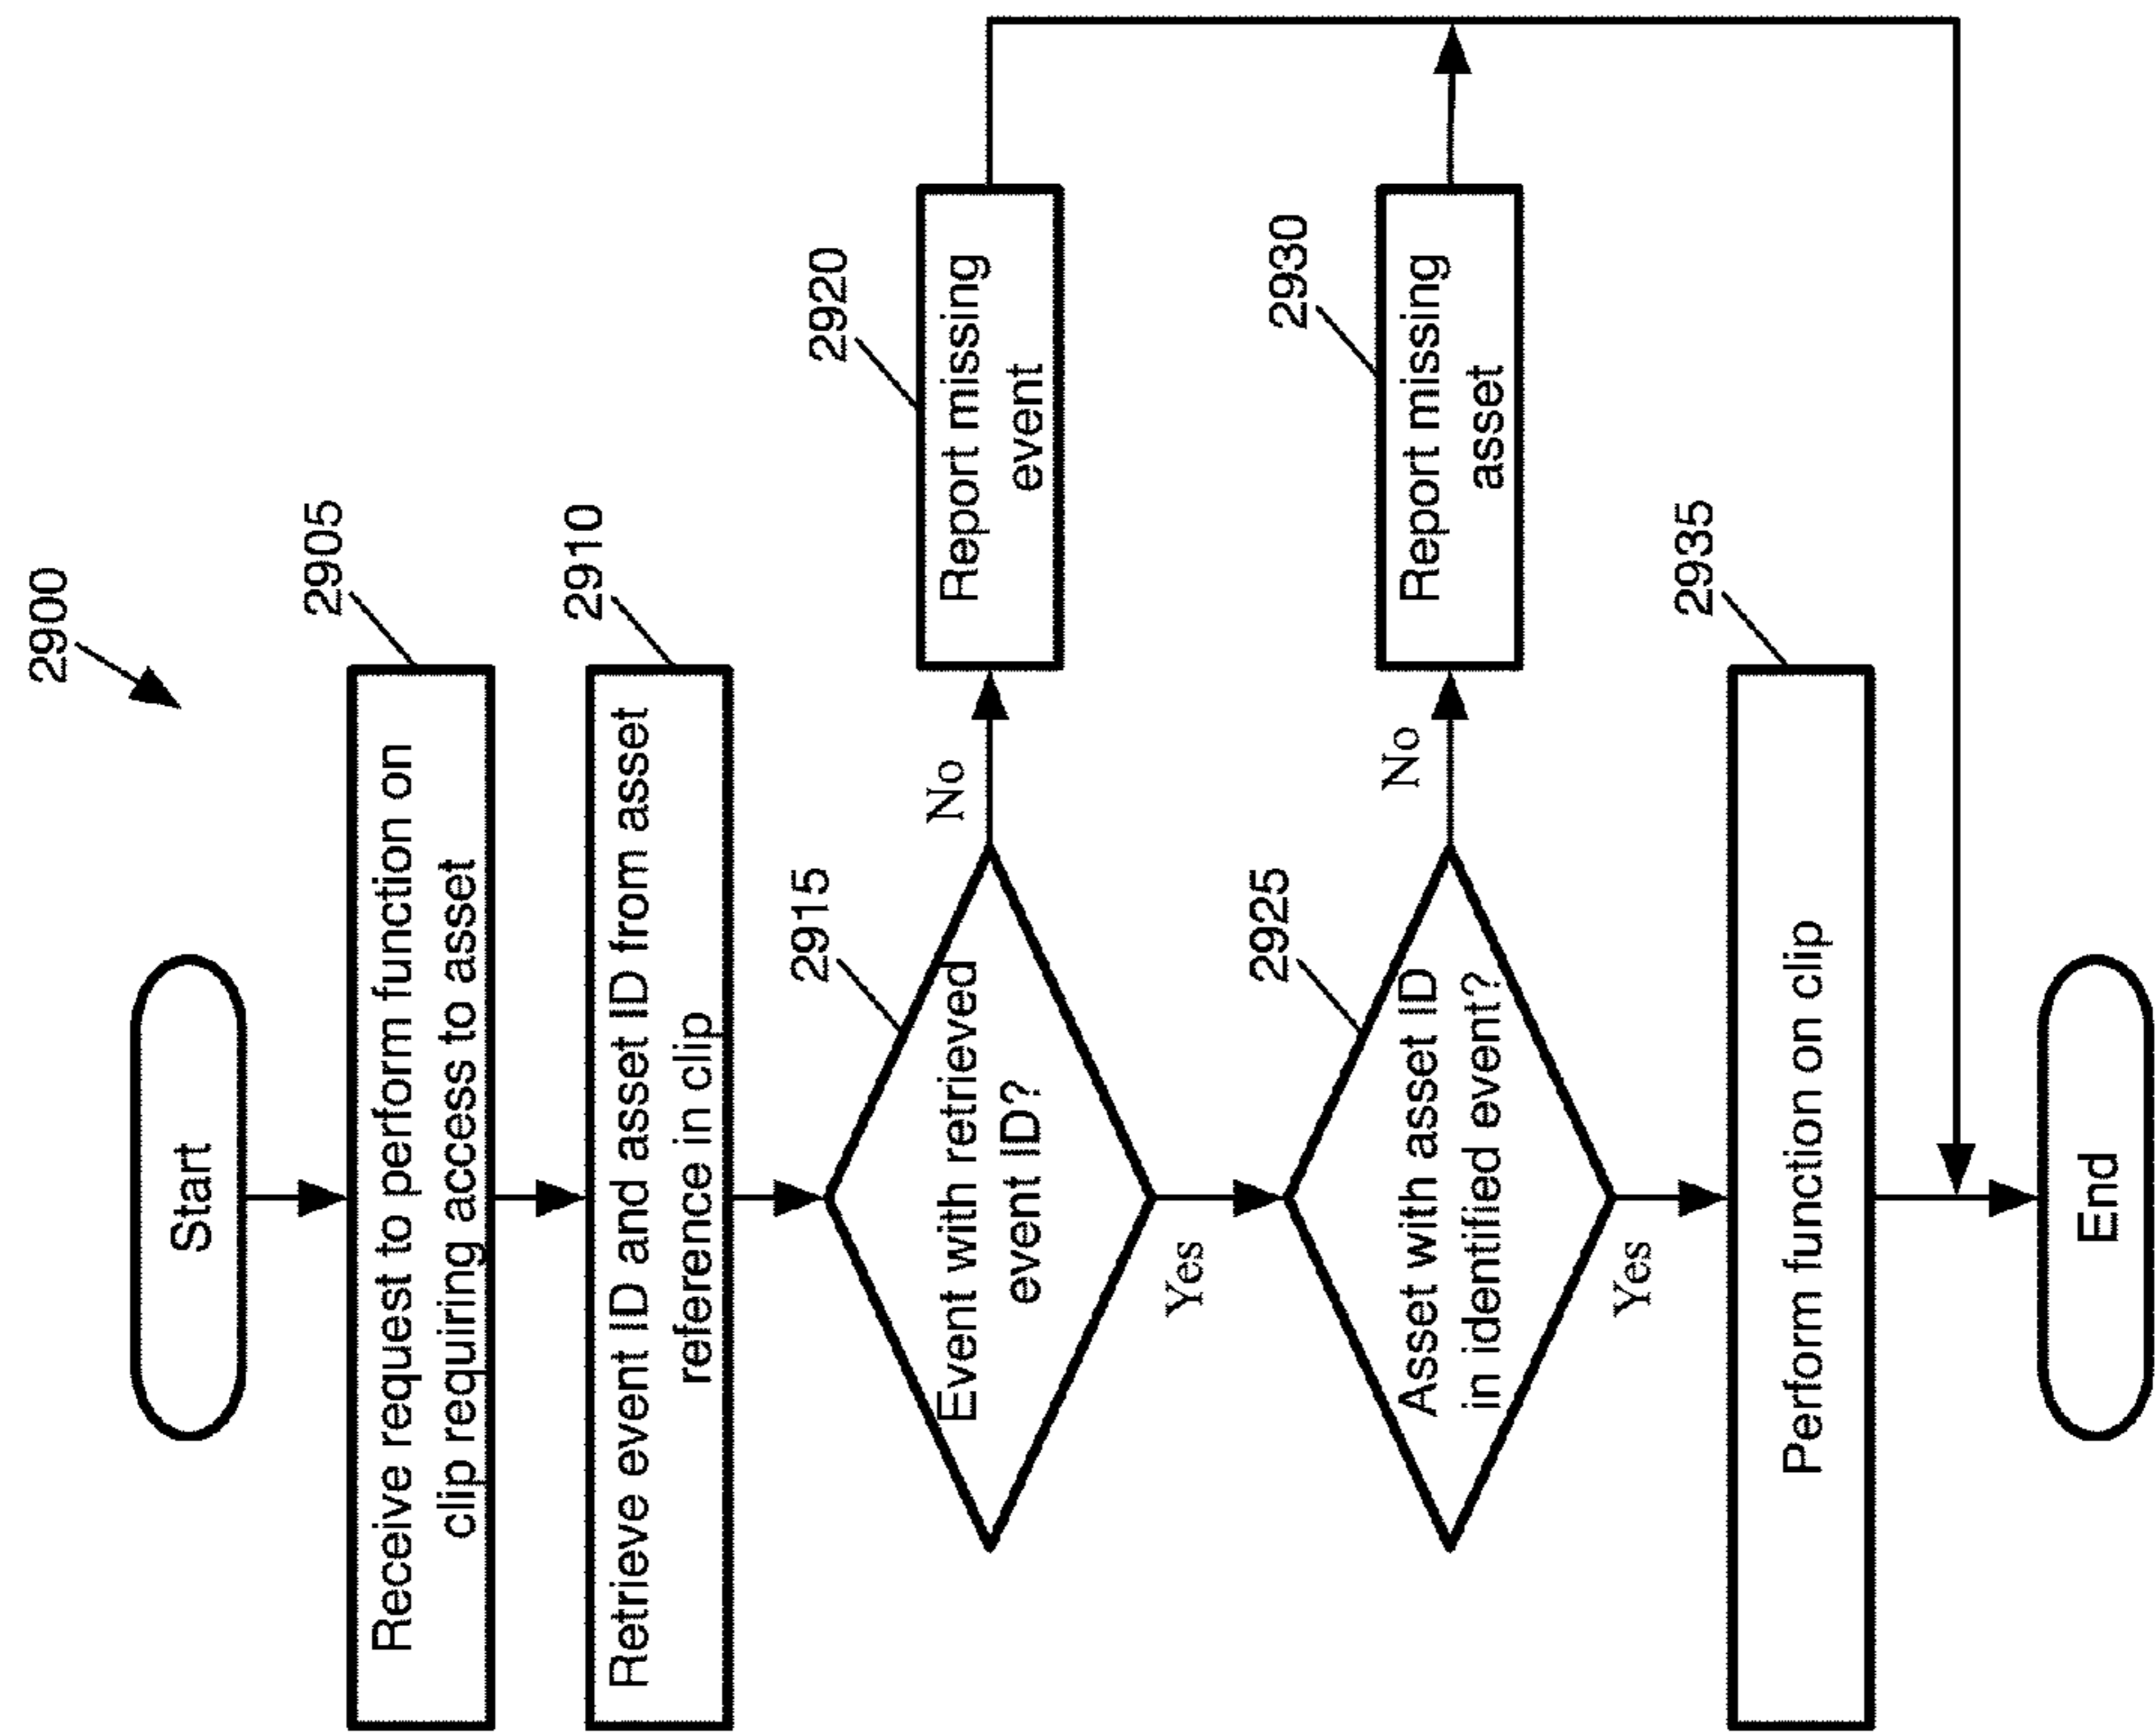 2900
Start
2905
Receive request to perform function on
clip requiring access to asset
2910
Retrieve event ID and asset ID from asset
reference in clip
2915
Event with retrieved
event ID?
No
2920
Report missing
event
Yes
2925
Asset with asset ID
in identified event?
No
2930
Report missing
asset
Yes
2935
Perform function on clip
End